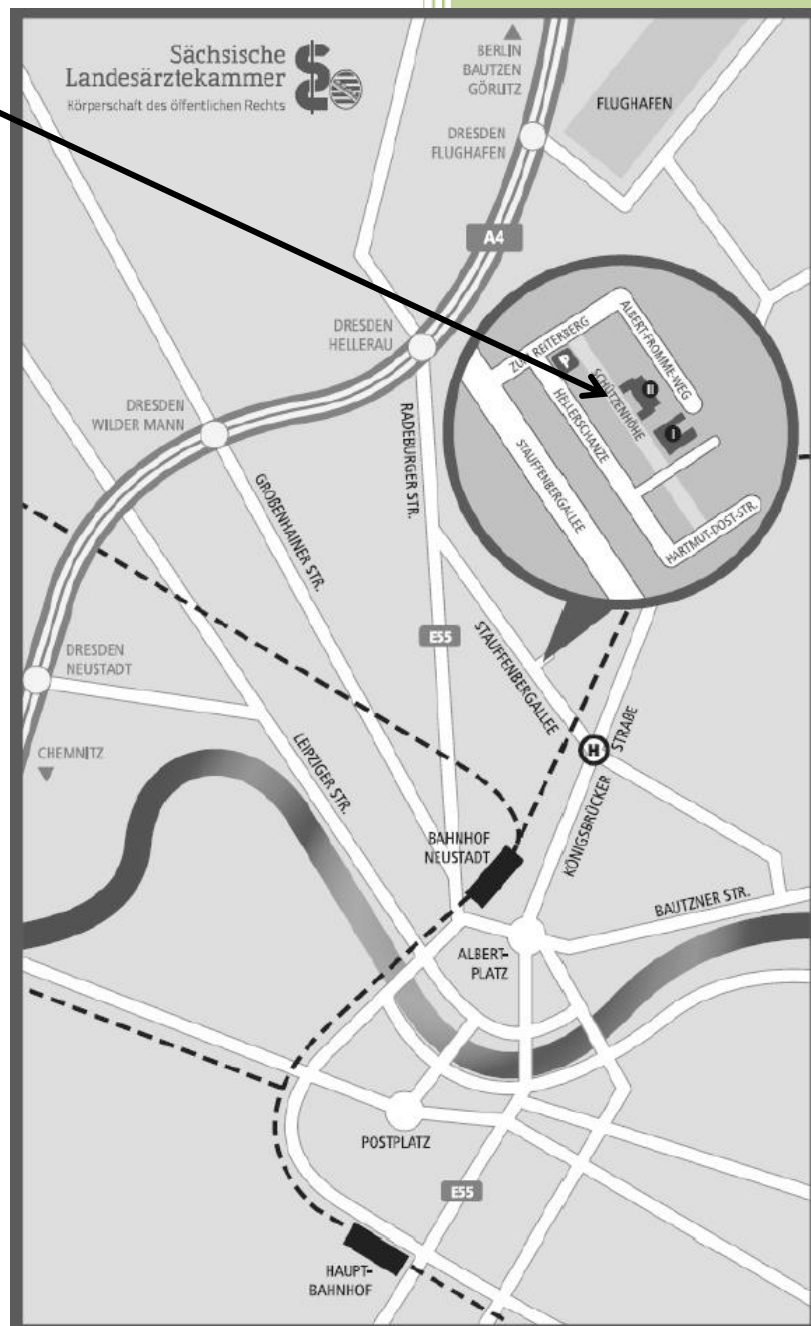 Sächsische
Landesärztekammer
Körperschaft des öffentlichen Rechts
BERLIN
BAUTZEN
GÖRLITZ
FLUGHAFEN
DRESDEN
FLUGHAFEN
A4
DRESDEN
HELLERAU
ZUM REITERBERG
ALBERT-FROMME-WEG
P
SCHÜTZENHÖHE
II
HELLERSCHANZE
I
STAUFFENBERGALLEE
HARTMUT-DOST-STR.
DRESDEN
WILDER MANN
RADEBURGER STR.
GROßENHAINER STR.
E55
STAUFFENBERGALLEE
DRESDEN
NEUSTADT
CHEMNITZ
LEIPZIGER STR.
H
KÖNIGSBRÜCKER
STRAßE
BAHNHOF
NEUSTADT
BAUTZNER STR.
ALBERT-
PLATZ
POSTPLATZ
E55
HAUPT-
BAHNHOF